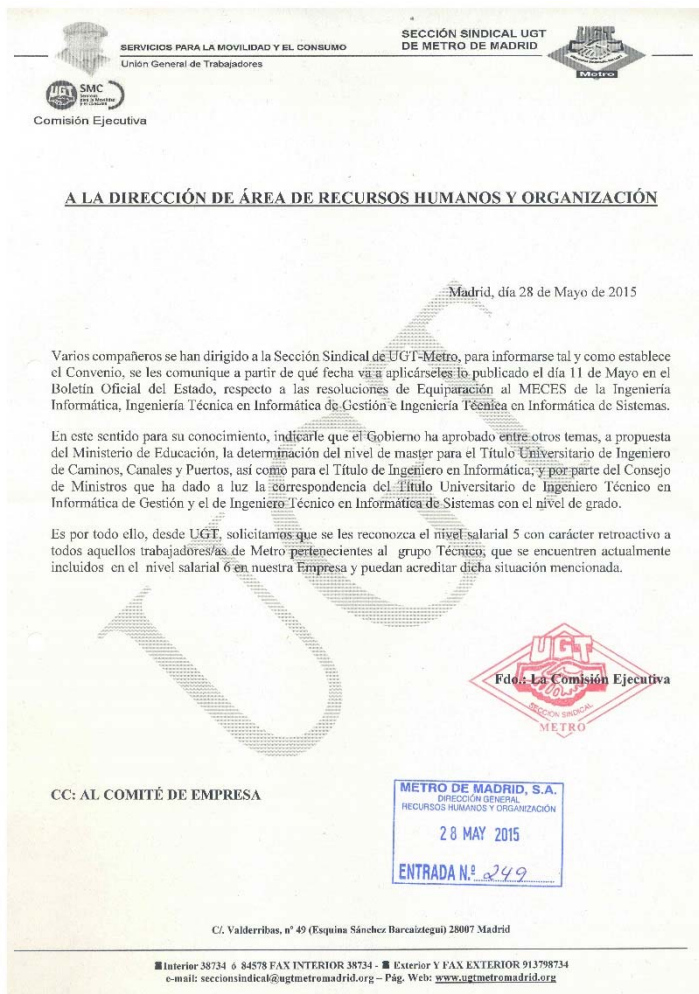 SERVICIOS PARA LA MOVILIDAD Y EL CONSUMO
Unión General de Trabajadores
SECCIÓN SINDICAL UGT
DE METRO DE MADRID
UGT
Metro
UGT SMC
Comisión Ejecutiva
A LA DIRECCIÓN DE ÁREA DE RECURSOS HUMANOS Y ORGANIZACIÓN
Madrid, día 28 de Mayo de 2015
Varios compañeros se han dirigido a la Sección Sindical de UGT-Metro, para informarse tal y como establece
el Convenio, se les comunique a partir de qué fecha va a aplicárseles lo publicado el día 11 de Mayo en el
Boletín Oficial del Estado, respecto a las resoluciones de Equiparación al MECES de la Ingeniería
Informática, Ingeniería Técnica en Informática de Gestión e Ingeniería Técnica en Informática de Sistemas.
En este sentido para su conocimiento, indicarle que el Gobierno ha aprobado entre otros temas, a propuesta
del Ministerio de Educación, la determinación del nivel de master para el Título Universitario de Ingeniero
de Caminos, Canales y Puertos, así como para el Título de Ingeniero en Informática; y por parte del Consejo
de Ministros que ha dado a luz la correspondencia del Título Universitario de Ingeniero Técnico en
Informática de Gestión y el de Ingeniero Técnico en Informática de Sistemas con el nivel de grado.
Es por todo ello, desde UGT, solicitamos que se les reconozca el nivel salarial 5 con carácter retroactivo a
todos aquellos trabajadores/as de Metro pertenecientes al grupo Técnico, que se encuentren actualmente
incluidos en el nivel salarial 6 en nuestra Empresa y puedan acreditar dicha situación mencionada.
UGT
Fdo.: La Comisión Ejecutiva
SECCION SINDICAL
METRO
CC: AL COMITÉ DE EMPRESA
METRO DE MADRID, S.A.
DIRECCIÓN GENERAL
RECURSOS HUMANOS Y ORGANIZACIÓN
28 MAY 2015
ENTRADA N.º 249
C/. Valderribas, nº 49 (Esquina Sánchez Barcaiztegui) 28007 Madrid
Interior 38734 ó 84578 FAX INTERIOR 38734 - Exterior Y FAX EXTERIOR 913798734
e-mail: seccionsindical@ugtmetromadrid.org – Pág. Web: www.ugtmetromadrid.org
UGT